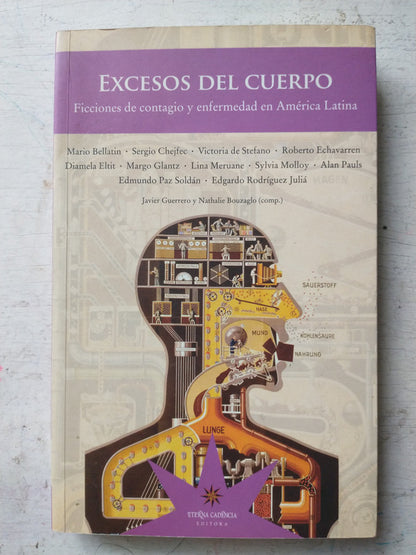 EXCESOS DEL CUERPO
Ficciones de contagio y enfermedad en América Latina
Mario Bellatin · Sergio Chejfec · Victoria de Stefano · Roberto Echavarren
Diamela Eltit · Margo Glantz · Lina Meruane · Sylvia Molloy · Alan Pauls
Edmundo Paz Soldán · Edgardo Rodríguez Juliá
Javier Guerrero y Nathalie Bouzaglo (comp.)
SAUERSTOFF
NASE
MUND
KOHLENSÄURE
NAHRUNG
LUNGE
ETERNA CADENCIA
EDITORA